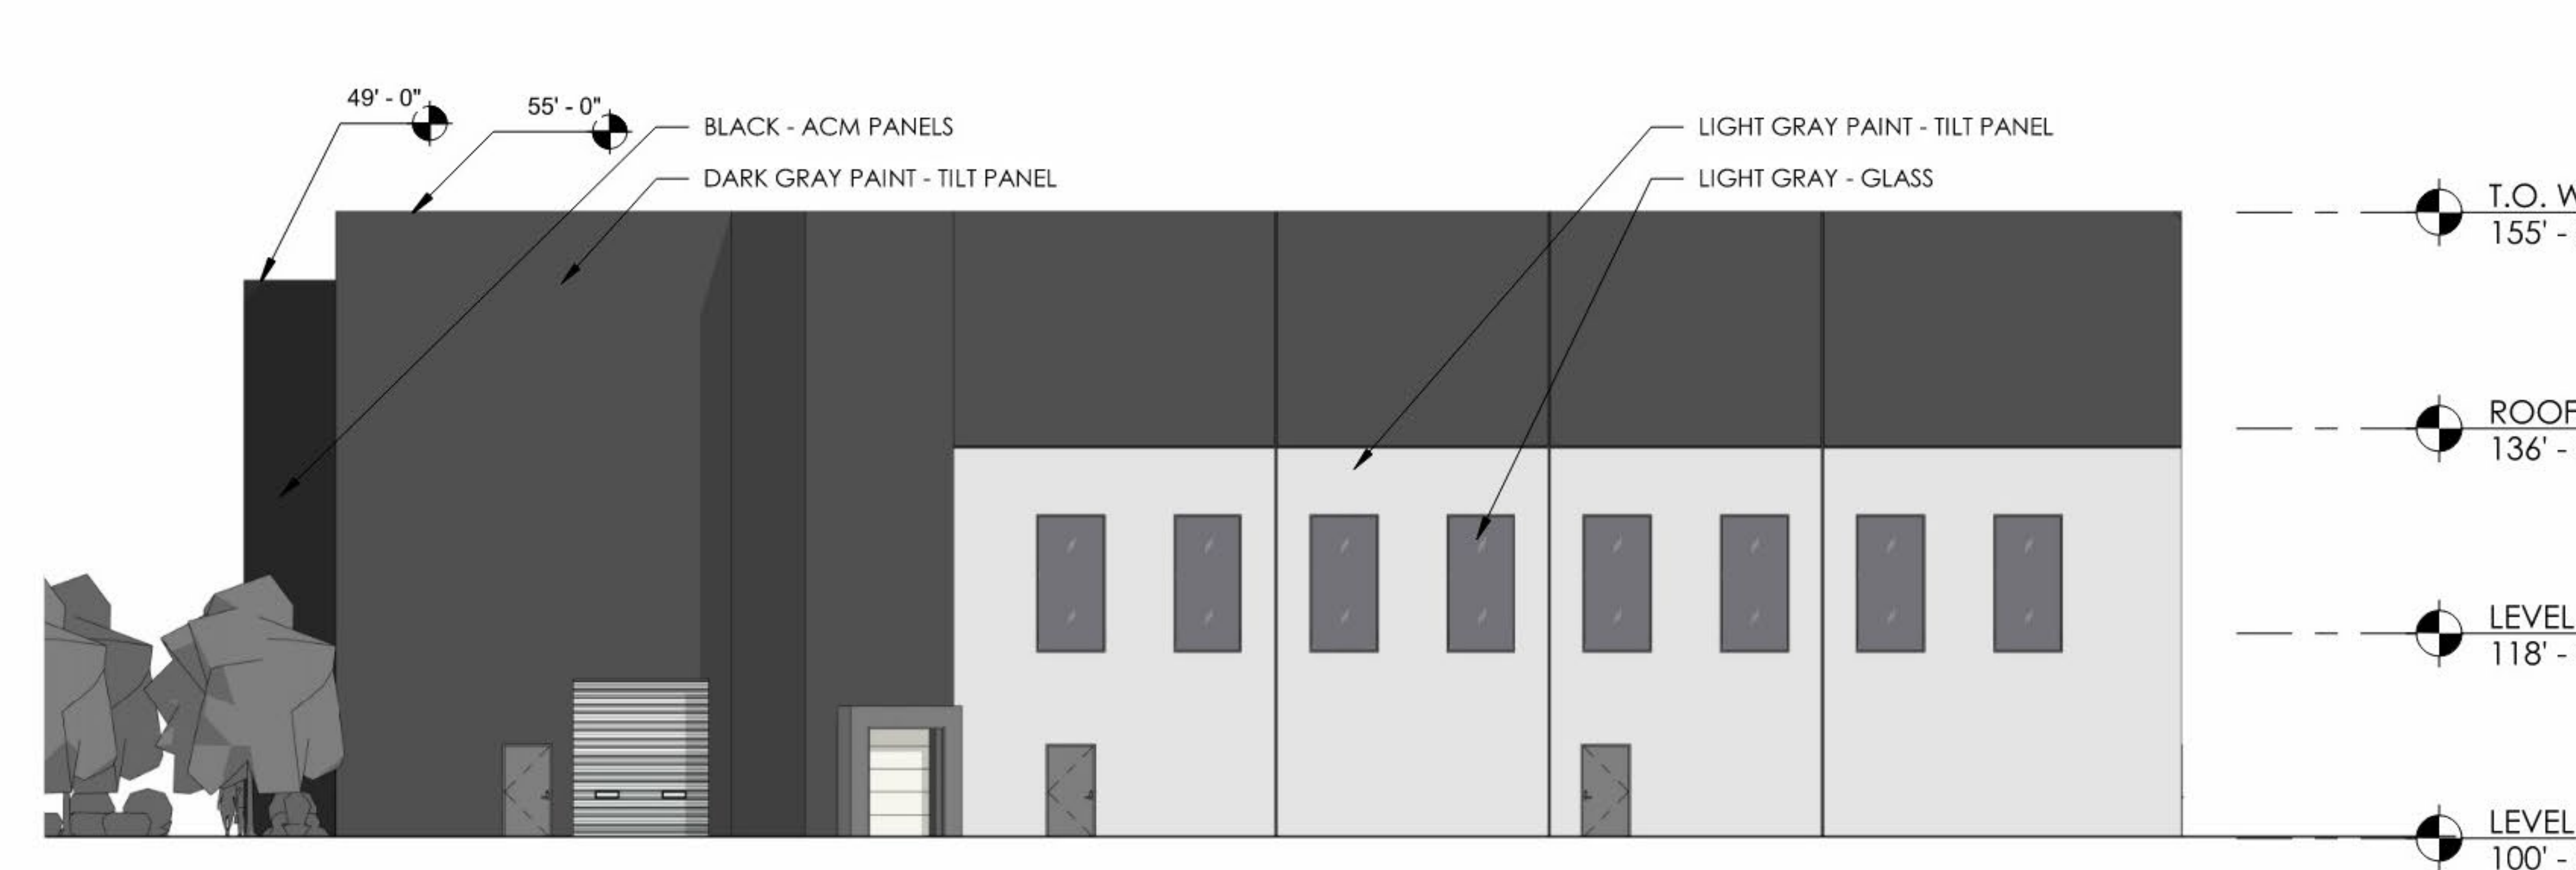 49' - 0"
55' - 0"
BLACK - ACM PANELS
DARK GRAY PAINT - TILT PANEL
LIGHT GRAY PAINT - TILT PANEL
LIGHT GRAY - GLASS
T.O. W
155' -
ROOF
136' -
LEVEL
118' -
LEVEL
100' -